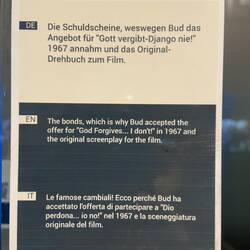 DE
Die Schuldscheine, weswegen Bud das
Angebot für "Gott vergibt-Django nie!"
1967 annahm und das Original-
Drehbuch zum Film.
EN
The bonds, which is why Bud accepted the
offer for "God Forgives... I don't!" in 1967 and
the original screenplay for the film.
IT
Le famose cambiali! Ecco perché Bud ha
accettato l'offerta di partecipare a "Dio
perdona... io no!" nel 1967 e la sceneggiatura
originale del film.